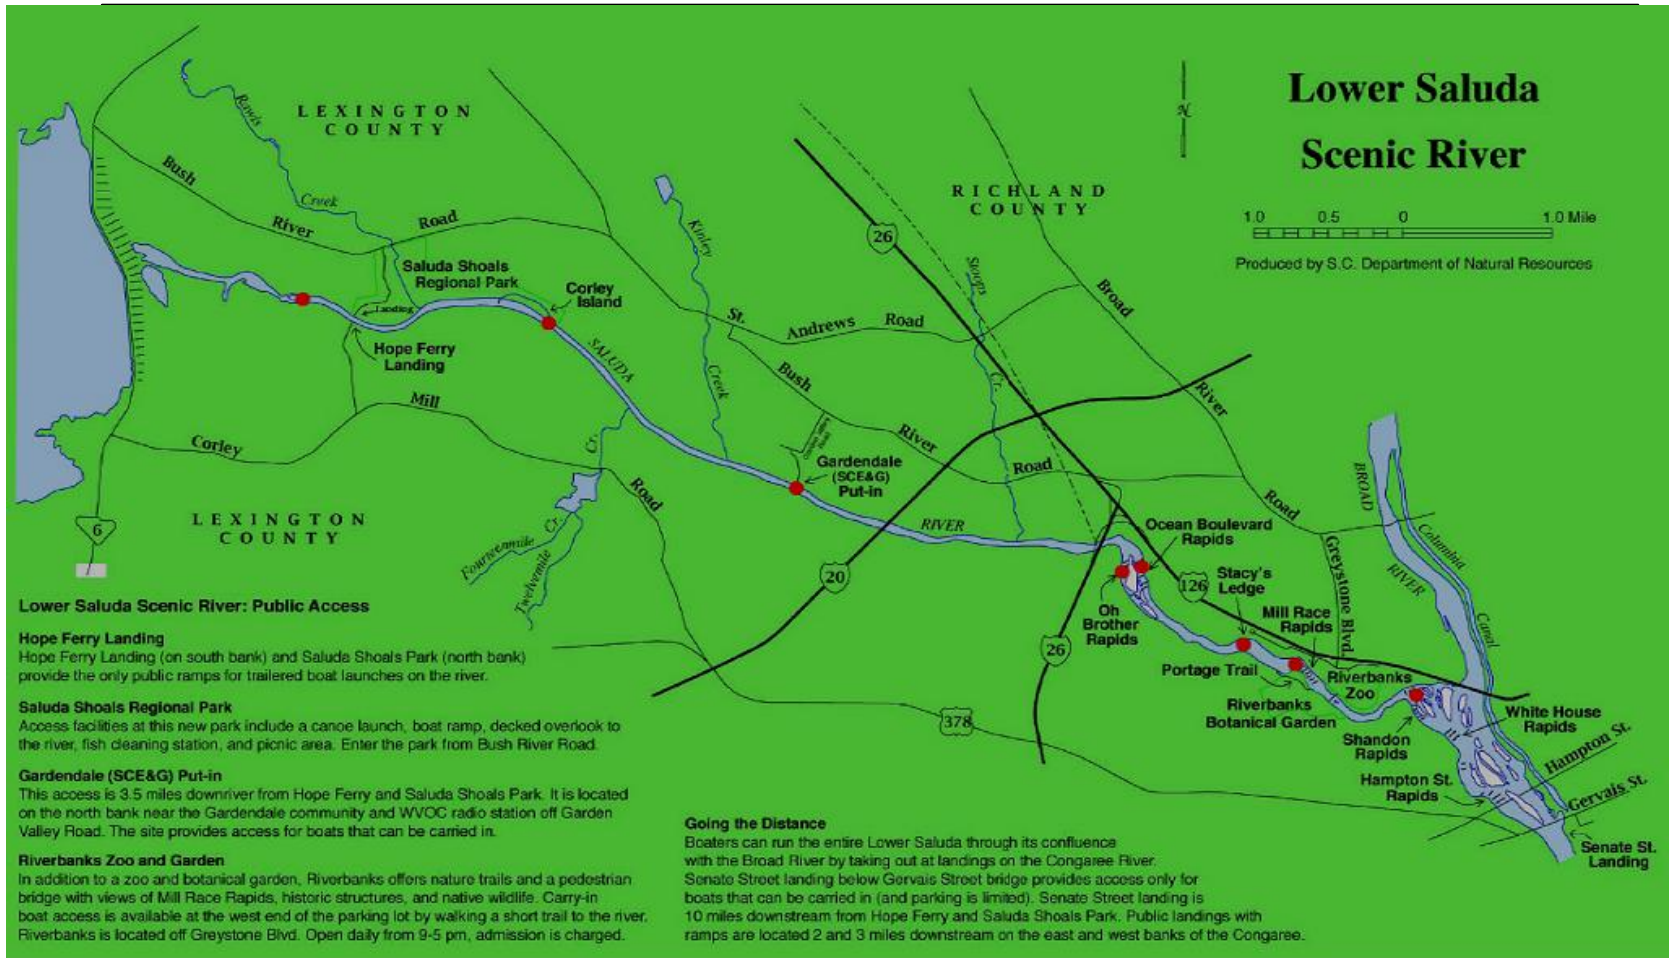 Lower Saluda
Scenic River
1.0 0.5 0 1.0 Mile
Produced by S.C. Department of Natural Resources
N
LEXINGTON
COUNTY
RICHLAND
COUNTY
Rawls
Creek
Bush
River
Road
Saluda Shoals
Regional Park
Corley
Island
Landing
Hope Ferry
Landing
SALUDA
Kinley
Creek
26
Stoops
Cr.
Broad
River
Road
St.
Andrews Road
Bush
River
Road
Mill
Corley
Road
Cr.
Gardendale
(SCE&G)
Put-in
RIVER
6
LEXINGTON
COUNTY
Fourteenmile Cr.
Twelvemile
20
26
378
126
Ocean Boulevard
Rapids
Oh
Brother
Rapids
Stacy's
Ledge
Mill Race
Rapids
Greystone Blvd.
Portage Trail
Riverbanks
Zoo
Riverbanks
Botanical Garden
Shandon
Rapids
White House
Rapids
Hampton St.
Rapids
Hampton St.
Gervais St.
Senate St.
Landing
BROAD
RIVER
Columbia
Canal
Lower Saluda Scenic River: Public Access
Hope Ferry Landing
Hope Ferry Landing (on south bank) and Saluda Shoals Park (north bank)
provide the only public ramps for trailered boat launches on the river.
Saluda Shoals Regional Park
Access facilities at this new park include a canoe launch, boat ramp, decked overlook to
the river, fish cleaning station, and picnic area. Enter the park from Bush River Road.
Gardendale (SCE&G) Put-in
This access is 3.5 miles downriver from Hope Ferry and Saluda Shoals Park. It is located
on the north bank near the Gardendale community and WVOC radio station off Garden
Valley Road. The site provides access for boats that can be carried in.
Riverbanks Zoo and Garden
In addition to a zoo and botanical garden, Riverbanks offers nature trails and a pedestrian
bridge with views of Mill Race Rapids, historic structures, and native wildlife. Carry-in
boat access is available at the west end of the parking lot by walking a short trail to the river.
Riverbanks is located off Greystone Blvd. Open daily from 9-5 pm, admission is charged.
Going the Distance
Boaters can run the entire Lower Saluda through its confluence
with the Broad River by taking out at landings on the Congaree River.
Senate Street landing below Gervais Street bridge provides access only for
boats that can be carried in (and parking is limited). Senate Street landing is
10 miles downstream from Hope Ferry and Saluda Shoals Park. Public landings with
ramps are located 2 and 3 miles downstream on the east and west banks of the Congaree.